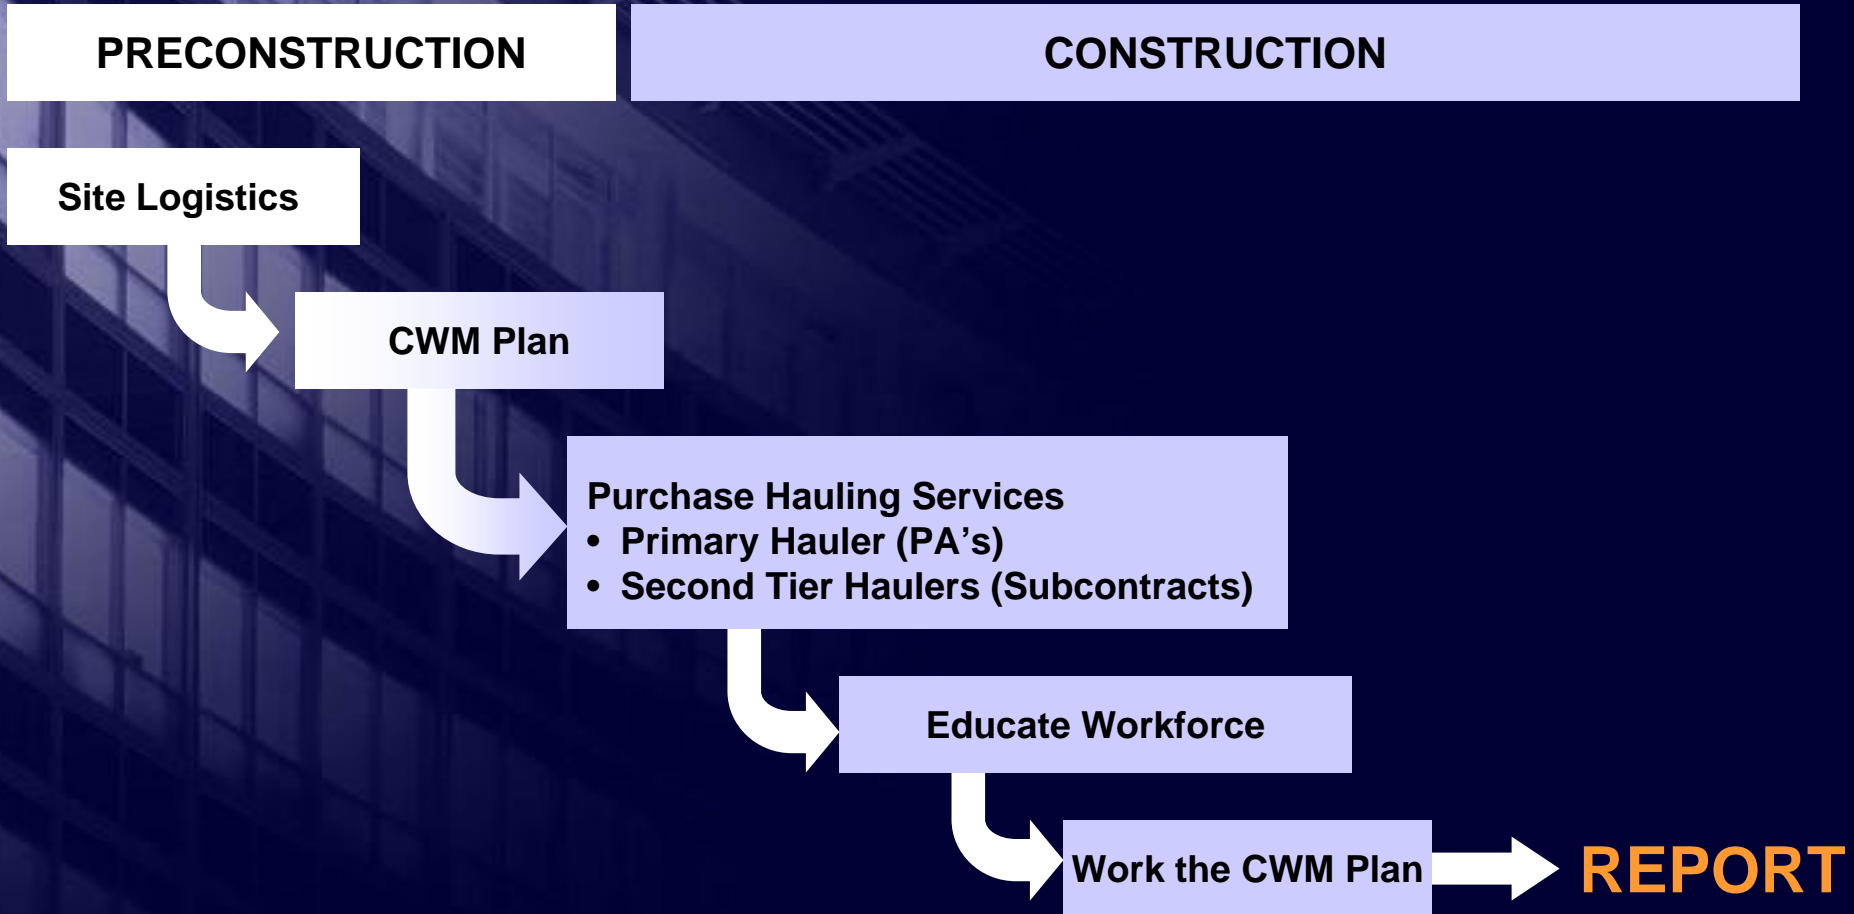 PRECONSTRUCTION
CONSTRUCTION
Site Logistics
CWM Plan
Purchase Hauling Services
• Primary Hauler (PA's)
• Second Tier Haulers (Subcontracts)
Educate Workforce
Work the CWM Plan
REPORT